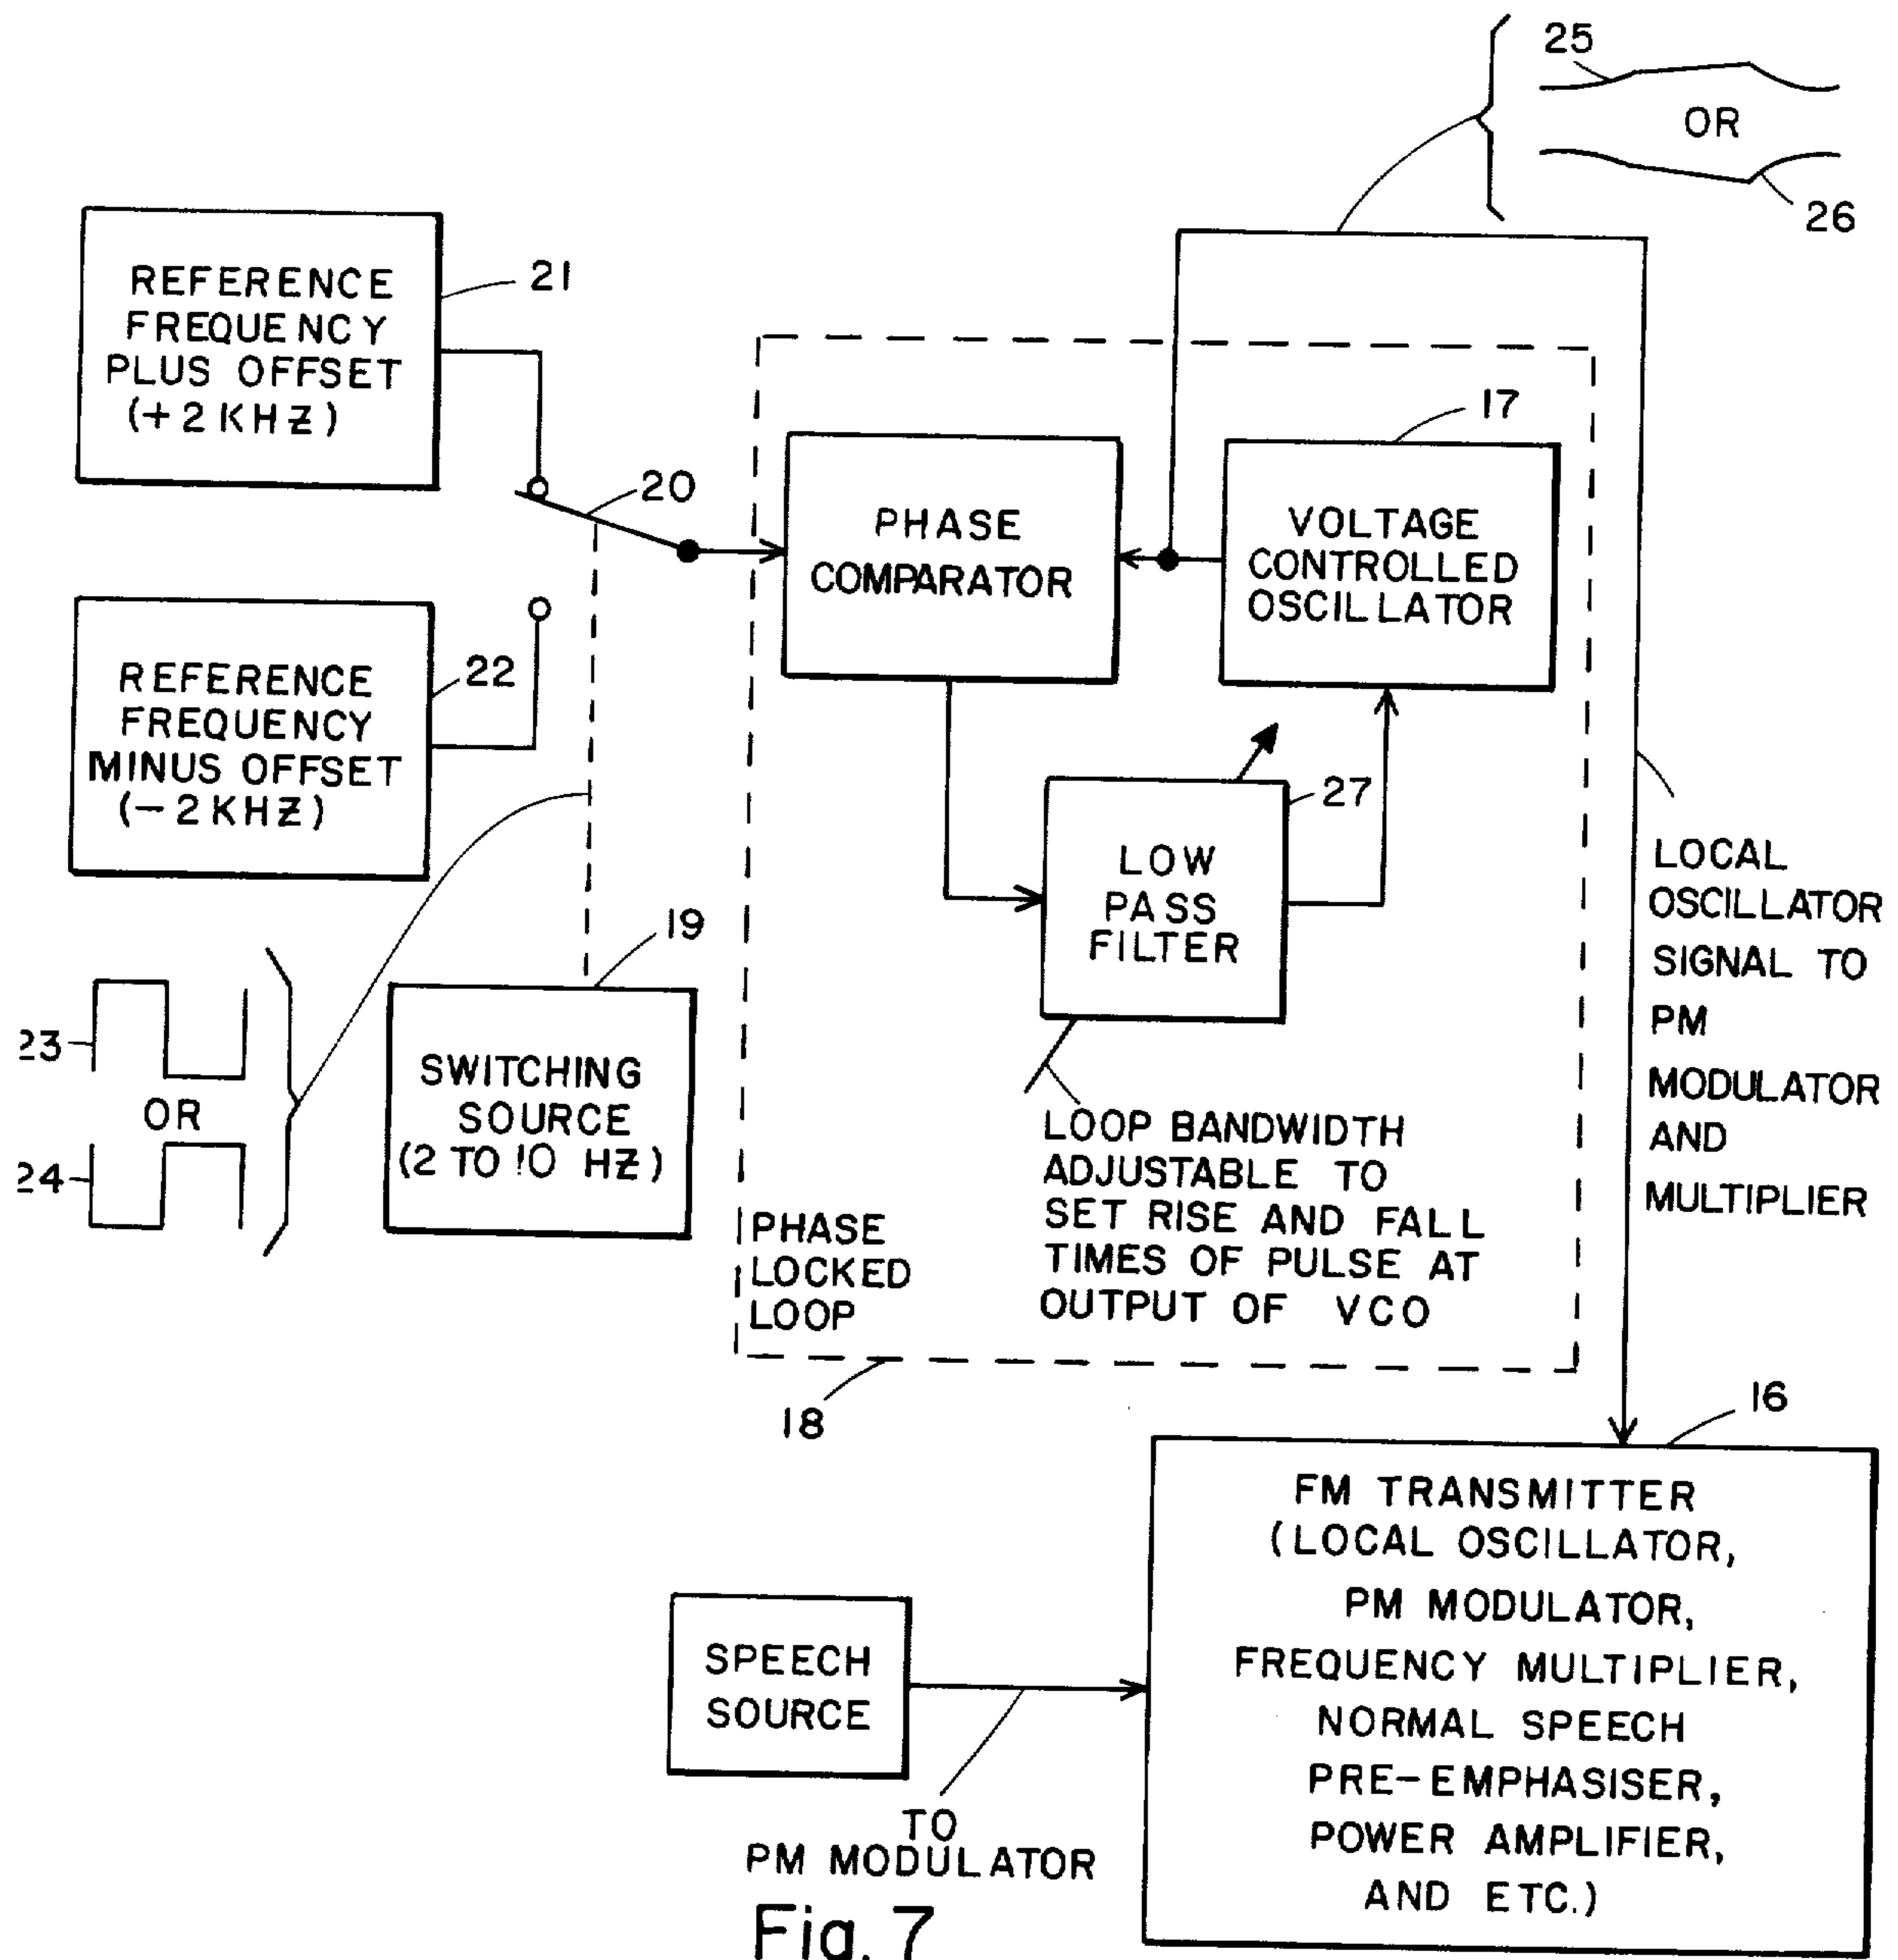 25
OR
26
REFERENCE
FREQUENCY
PLUS OFFSET
(+2 KHZ)
21
20
REFERENCE
FREQUENCY
MINUS OFFSET
(-2 KHZ)
22
PHASE
COMPARATOR
17
VOLTAGE
CONTROLLED
OSCILLATOR
27
LOW
PASS
FILTER
23
OR
24
19
SWITCHING
SOURCE
(2 TO 10 HZ)
LOOP BANDWIDTH
ADJUSTABLE TO
SET RISE AND FALL
TIMES OF PULSE AT
OUTPUT OF VCO
PHASE
LOCKED
LOOP
18
LOCAL
OSCILLATOR
SIGNAL TO
PM
MODULATOR
AND
MULTIPLIER
16
FM TRANSMITTER
(LOCAL OSCILLATOR,
PM MODULATOR,
FREQUENCY MULTIPLIER,
NORMAL SPEECH
PRE-EMPHASISER,
POWER AMPLIFIER,
AND ETC.)
SPEECH
SOURCE
TO
PM MODULATOR
Fig. 7